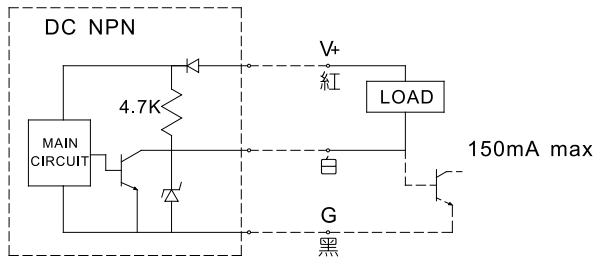 DC NPN
V+
紅
4.7K
LOAD
MAIN
CIRCUIT
白
150mA max
G
黑